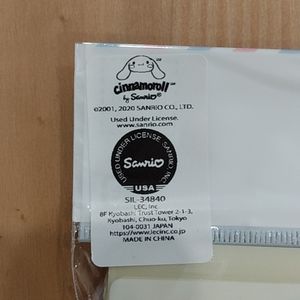 cinnamoroll™
by Sanrio®
©2001, 2020 SANRIO CO., LTD.
Used Under License.
www.sanrio.com
USED UNDER LICENSE SANRIO INC
Sanrio
USA
SIL-34840
LEC, Inc
8F Kyobashi Trust Tower 2-1-3,
Kyobashi, Chuo-ku, Tokyo
104-0031 JAPAN
https://www.lecinc.co.jp
MADE IN CHINA